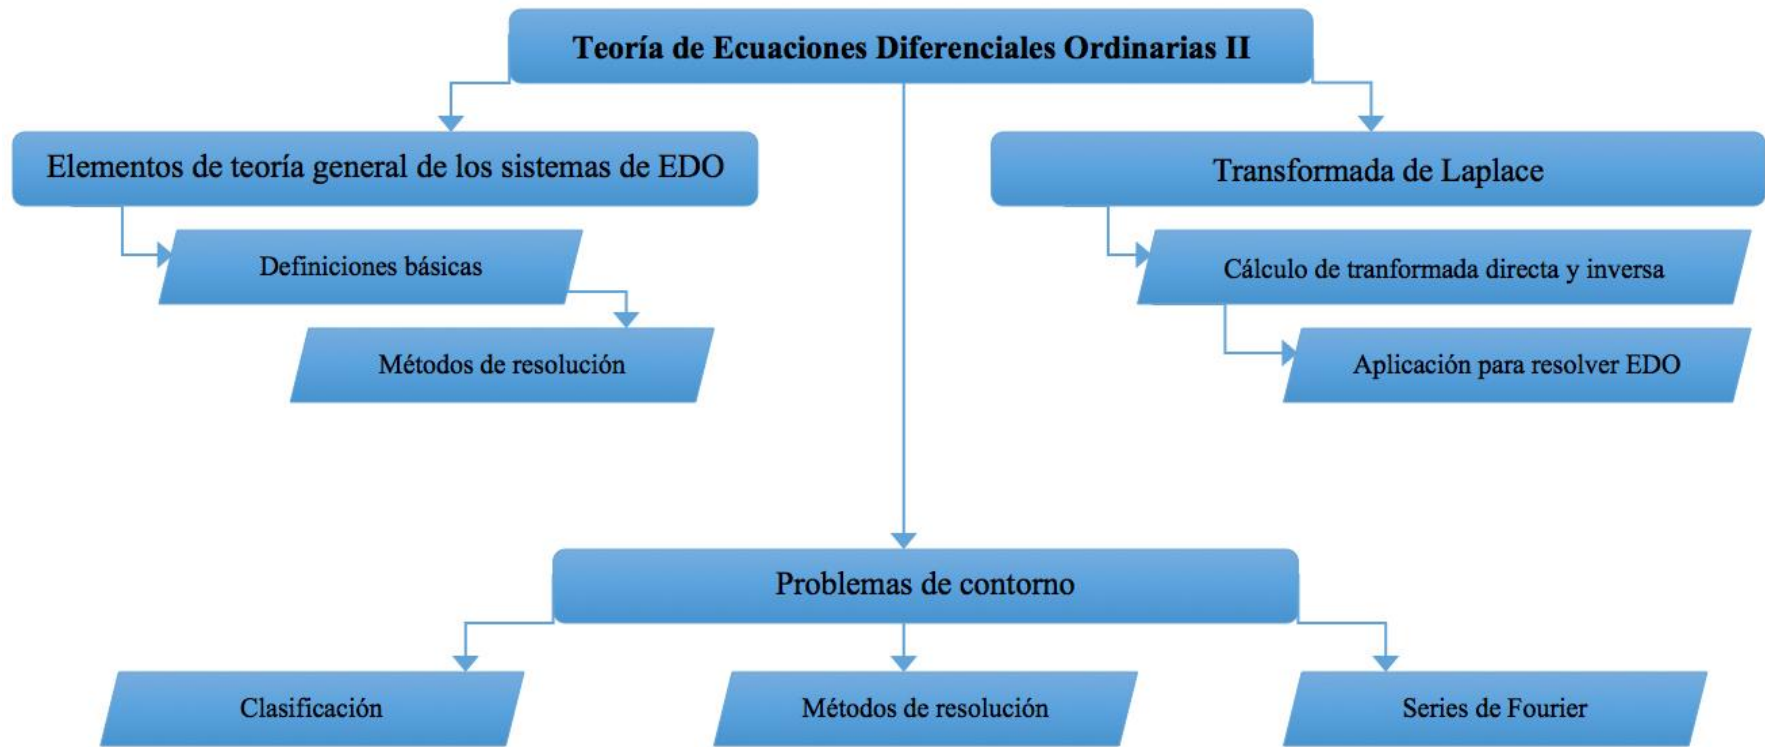 Teoría de Ecuaciones Diferenciales Ordinarias II
Elementos de teoría general de los sistemas de EDO
Definiciones básicas
Métodos de resolución
Transformada de Laplace
Cálculo de tranformada directa y inversa
Aplicación para resolver EDO
Problemas de contorno
Clasificación
Métodos de resolución
Series de Fourier